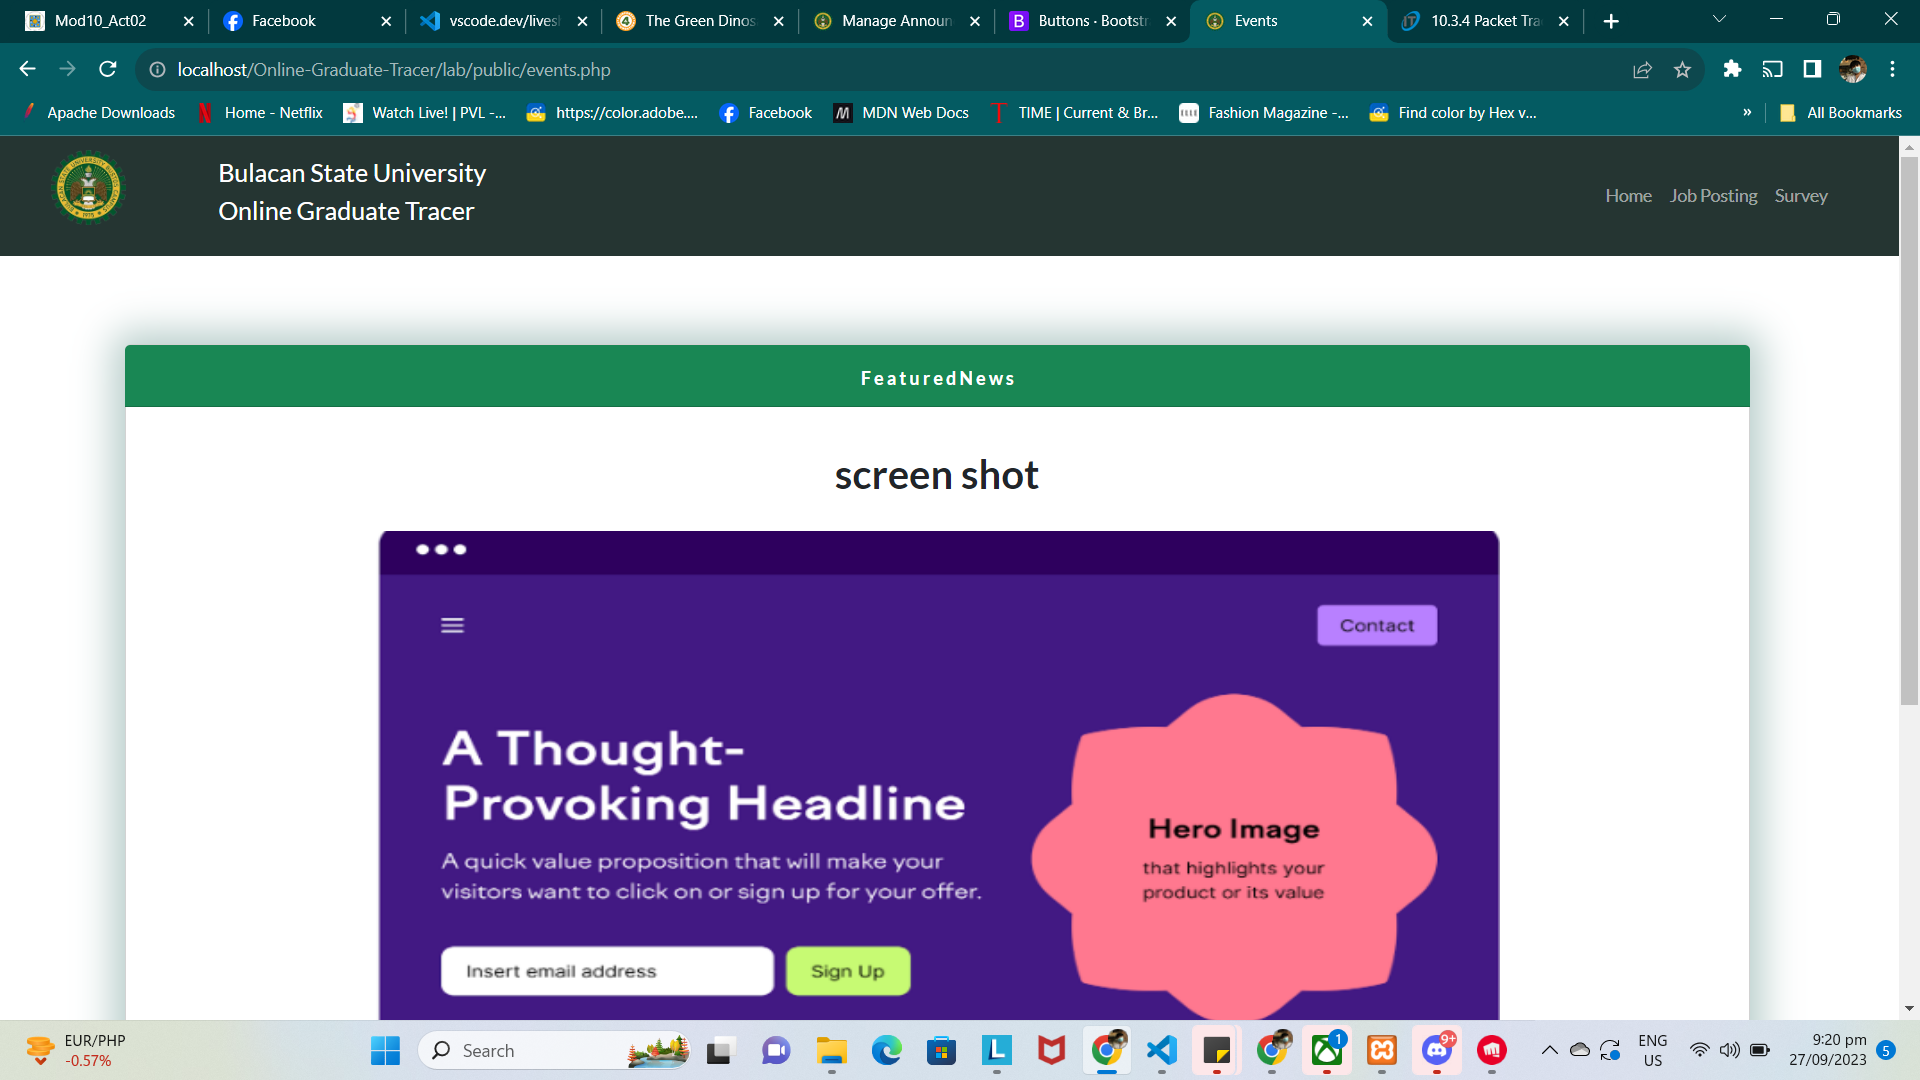 Mod10_Act02
Facebook
vscode.dev/livesh
The Green Dinos
Manage Announ
Buttons · Bootstr
Events
10.3.4 Packet Tra
localhost/Online-Graduate-Tracer/lab/public/events.php
Apache Downloads
Home - Netflix
Watch Live! | PVL -...
https://color.adobe....
Facebook
MDN Web Docs
TIME | Current & Br...
Fashion Magazine -...
Find color by Hex v...
»
All Bookmarks
Bulacan State University
Online Graduate Tracer
Home
Job Posting
Survey
FeaturedNews
screen shot
Contact
A Thought-
Provoking Headline
A quick value proposition that will make your
visitors want to click on or sign up for your offer.
Insert email address
Sign Up
Hero Image
that highlights your
product or its value
EUR/PHP
-0.57%
Search
1
9+
ENG
US
9:20 pm
27/09/2023
5